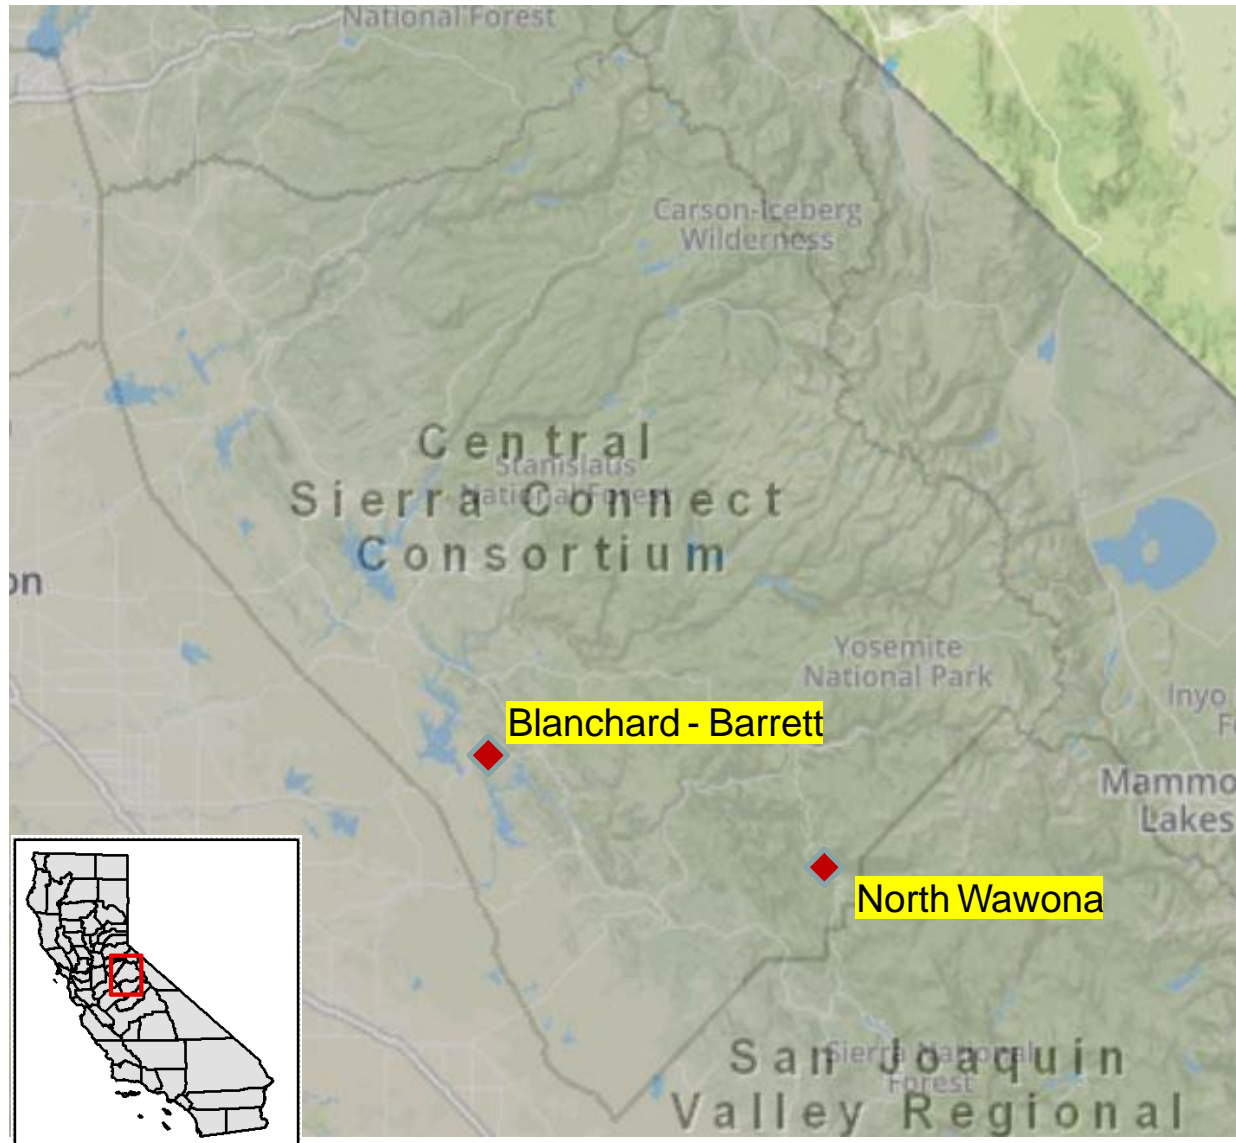 National Forest
Carson-Iceberg
Wilderness
Central
Sierra Connect
Consortium
Stanislaus
National Forest
on
Yosemite
National Park
Inyo
Blanchard - Barrett
Mammo
Lakes
North Wawona
San Joaquin
Valley Regional
Sierra National
Forest